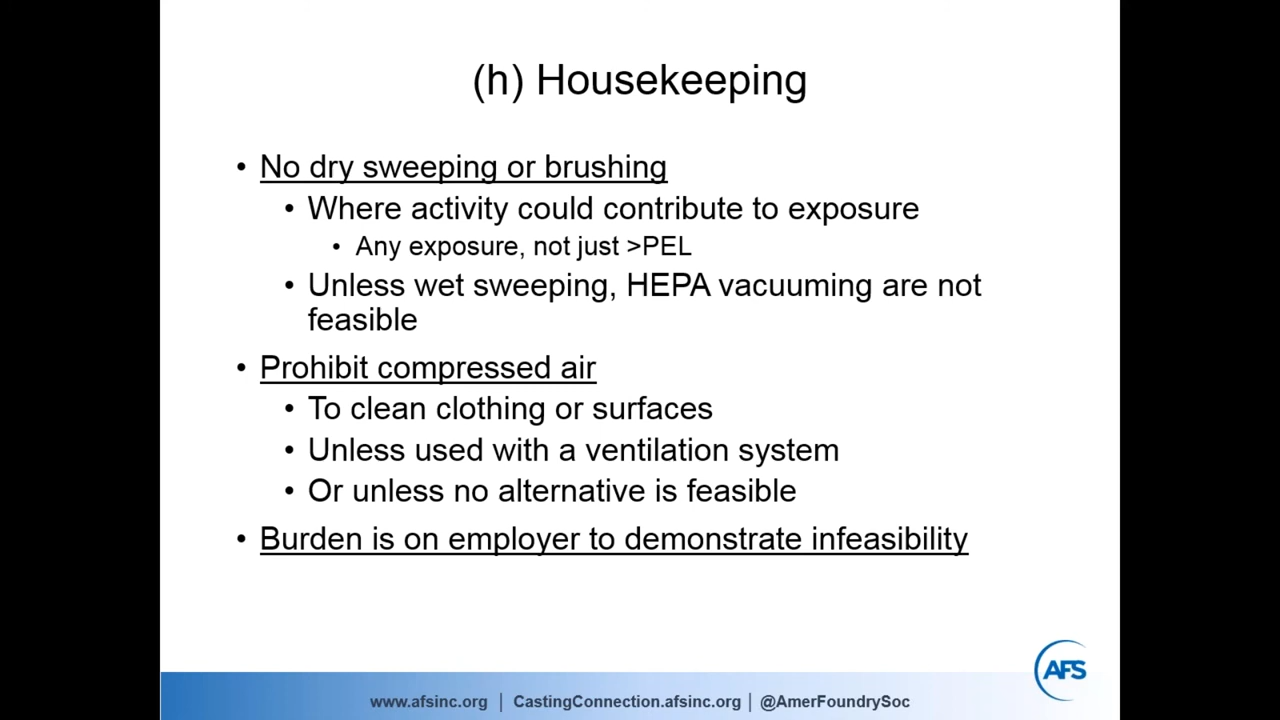 (h) Housekeeping
• No dry sweeping or brushing
• Where activity could contribute to exposure
• Any exposure, not just >PEL
• Unless wet sweeping, HEPA vacuuming are not
feasible
• Prohibit compressed air
• To clean clothing or surfaces
• Unless used with a ventilation system
• Or unless no alternative is feasible
• Burden is on employer to demonstrate infeasibility
AFS
www.afsinc.org | CastingConnection.afsinc.org | @AmerFoundrySoc